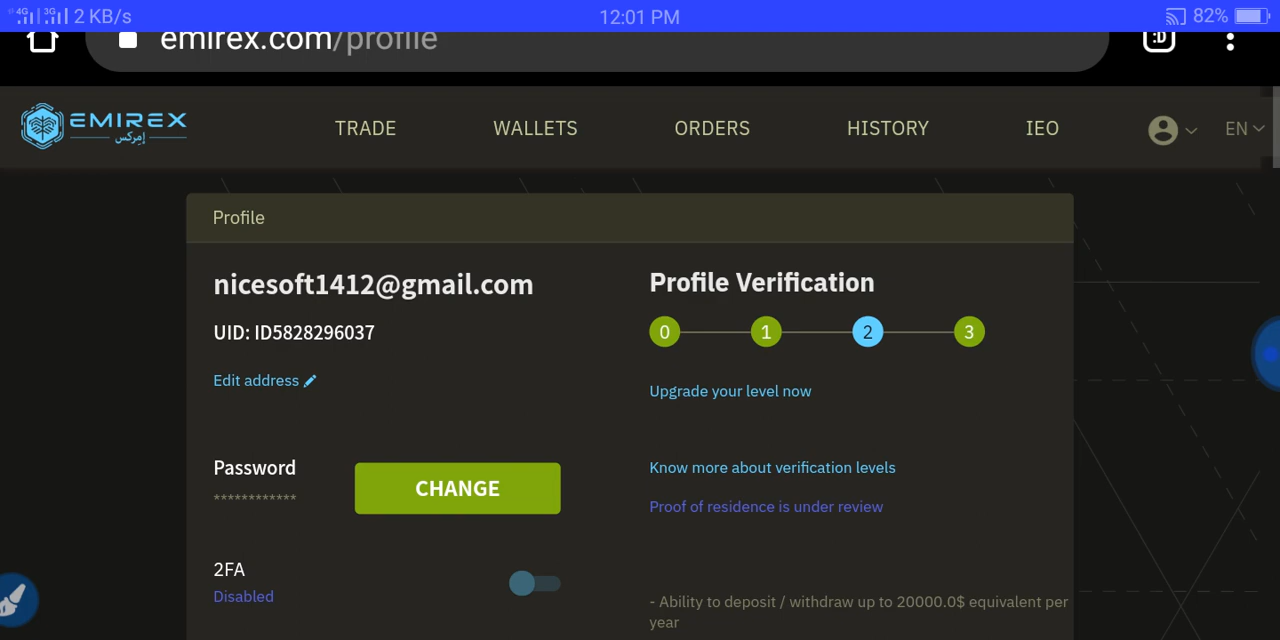 4G 3G 2 KB/s 12:01 PM 82%
emirex.com/profile :D
EMIREX
إمركس
TRADE WALLETS ORDERS HISTORY IEO EN
Profile
nicesoft1412@gmail.com
UID: ID5828296037
Edit address
Password
************
CHANGE
2FA
Disabled
Profile Verification
0 1 2 3
Upgrade your level now
Know more about verification levels
Proof of residence is under review
- Ability to deposit / withdraw up to 20000.0$ equivalent per
year